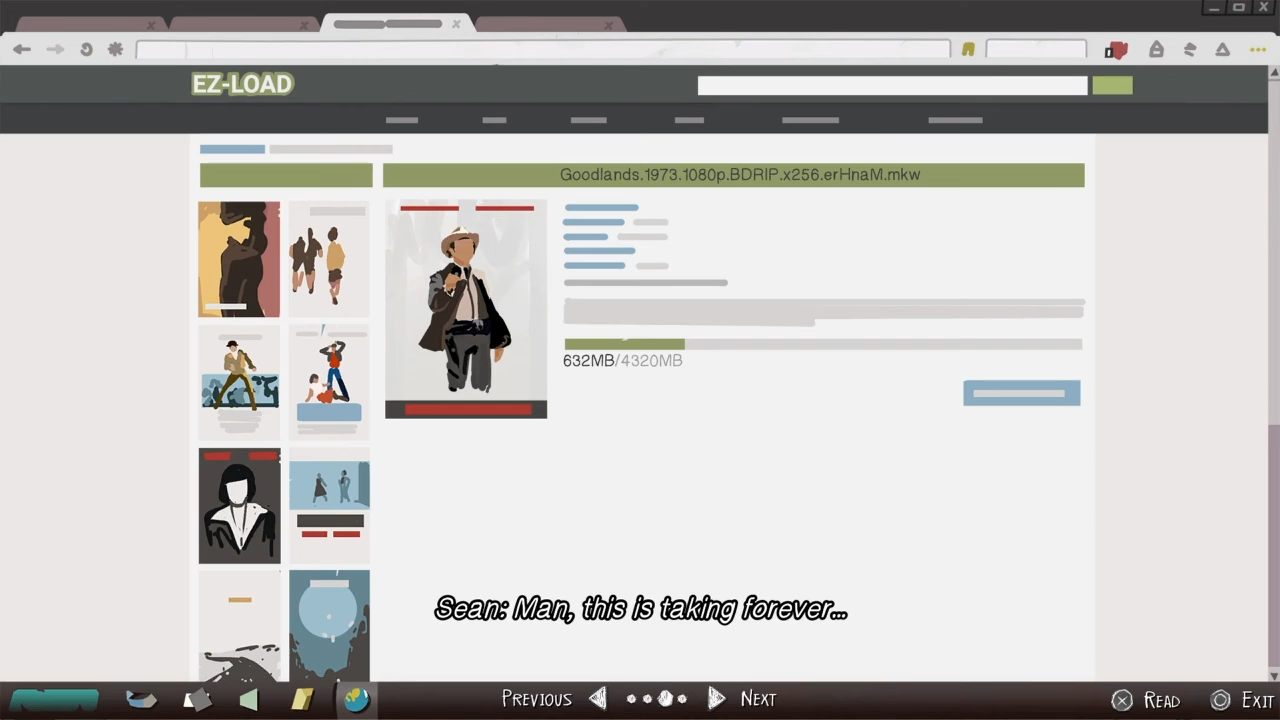 EZ-LOAD
Goodlands.1973.1080p.BDRIP.x256.erHnaM.mkw
632MB/4320MB
Sean: Man, this is taking forever...
Previous Next Read Exit